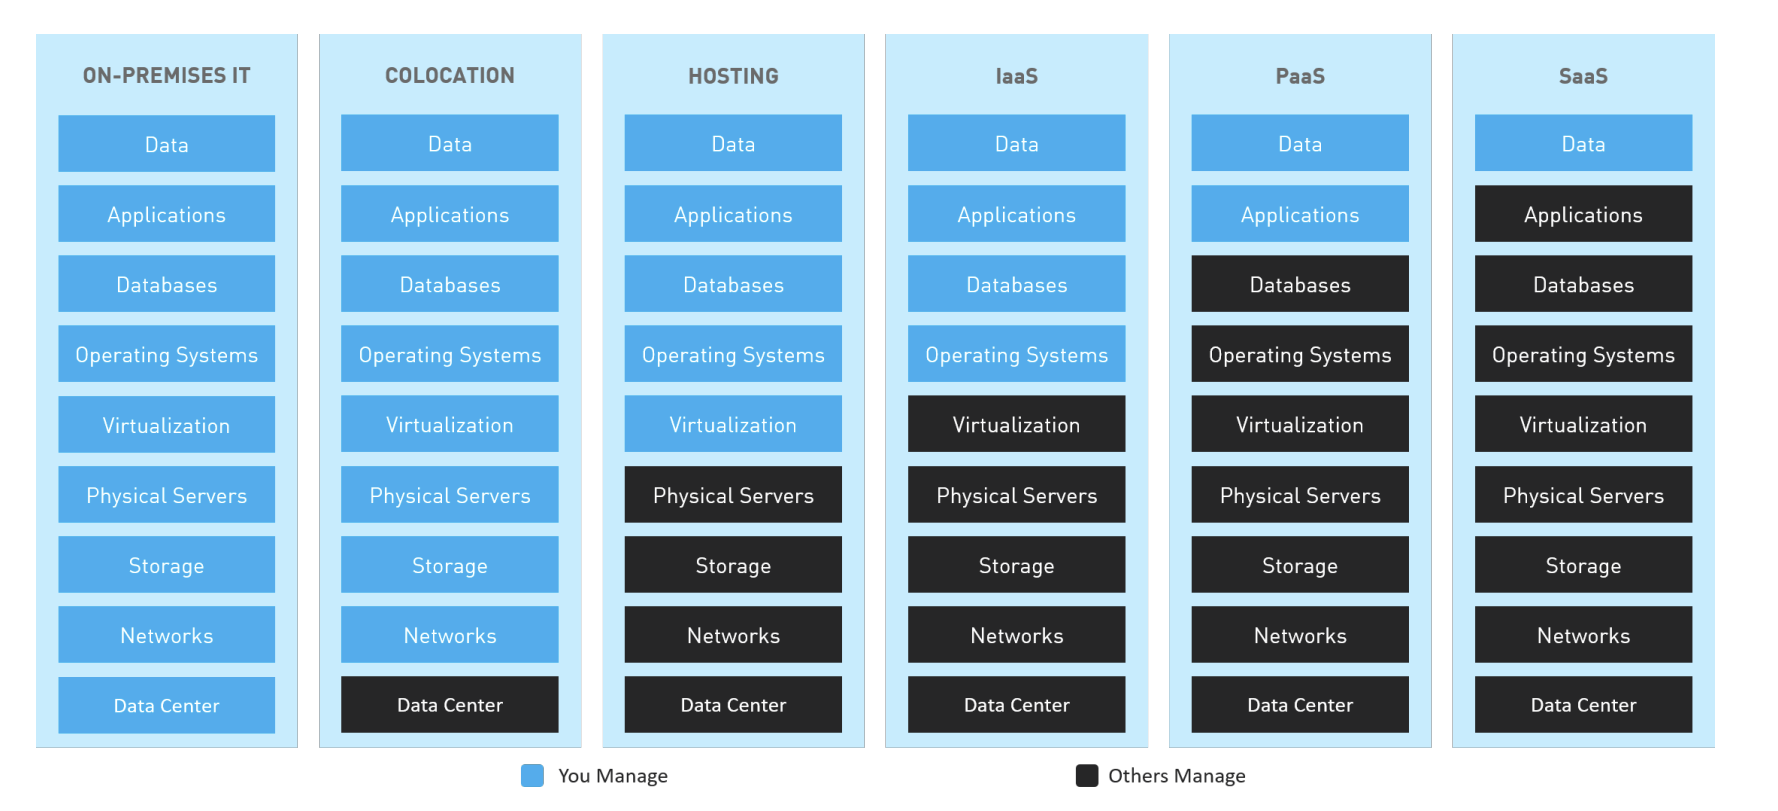 ON-PREMISES IT
Data
Applications
Databases
Operating Systems
Virtualization
Physical Servers
Storage
Networks
Data Center
COLOCATION
Data
Applications
Databases
Operating Systems
Virtualization
Physical Servers
Storage
Networks
Data Center
HOSTING
Data
Applications
Databases
Operating Systems
Virtualization
Physical Servers
Storage
Networks
Data Center
IaaS
Data
Applications
Databases
Operating Systems
Virtualization
Physical Servers
Storage
Networks
Data Center
PaaS
Data
Applications
Databases
Operating Systems
Virtualization
Physical Servers
Storage
Networks
Data Center
SaaS
Data
Applications
Databases
Operating Systems
Virtualization
Physical Servers
Storage
Networks
Data Center
You Manage
Others Manage